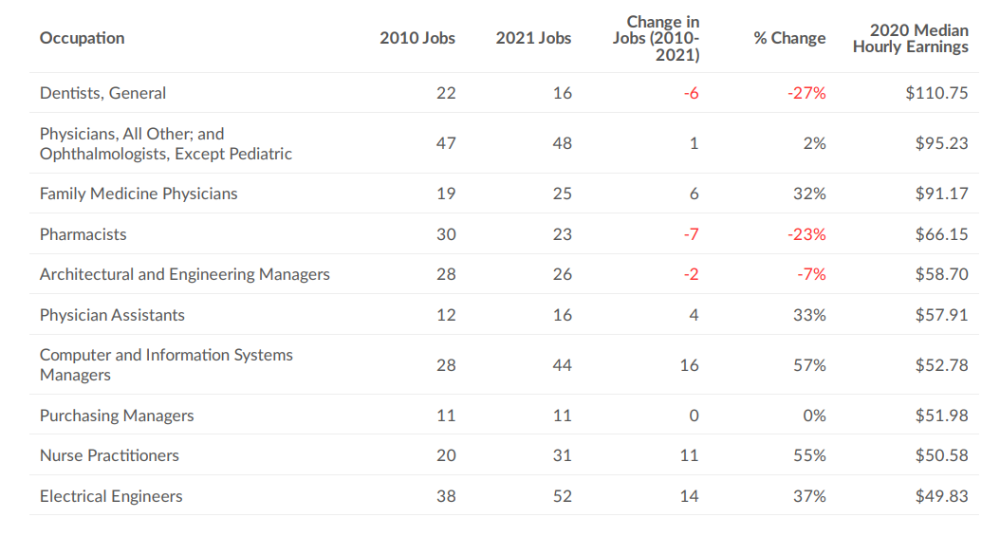 Occupation 2010 Jobs 2021 Jobs Change in Jobs (2010-2021) % Change 2020 Median Hourly Earnings
Dentists, General 22 16 -6 -27% $110.75
Physicians, All Other; and Ophthalmologists, Except Pediatric 47 48 1 2% $95.23
Family Medicine Physicians 19 25 6 32% $91.17
Pharmacists 30 23 -7 -23% $66.15
Architectural and Engineering Managers 28 26 -2 -7% $58.70
Physician Assistants 12 16 4 33% $57.91
Computer and Information Systems Managers 28 44 16 57% $52.78
Purchasing Managers 11 11 0 0% $51.98
Nurse Practitioners 20 31 11 55% $50.58
Electrical Engineers 38 52 14 37% $49.83